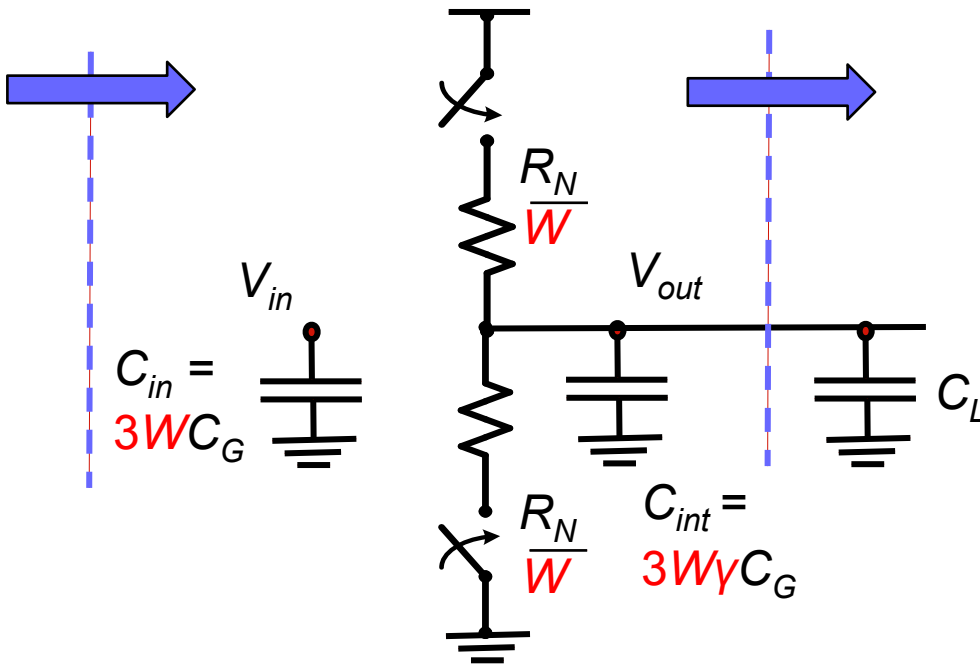 R_N
W
V_in
V_out
C_in =
3WC_G
C_L
R_N
W
C_int =
3WγC_G